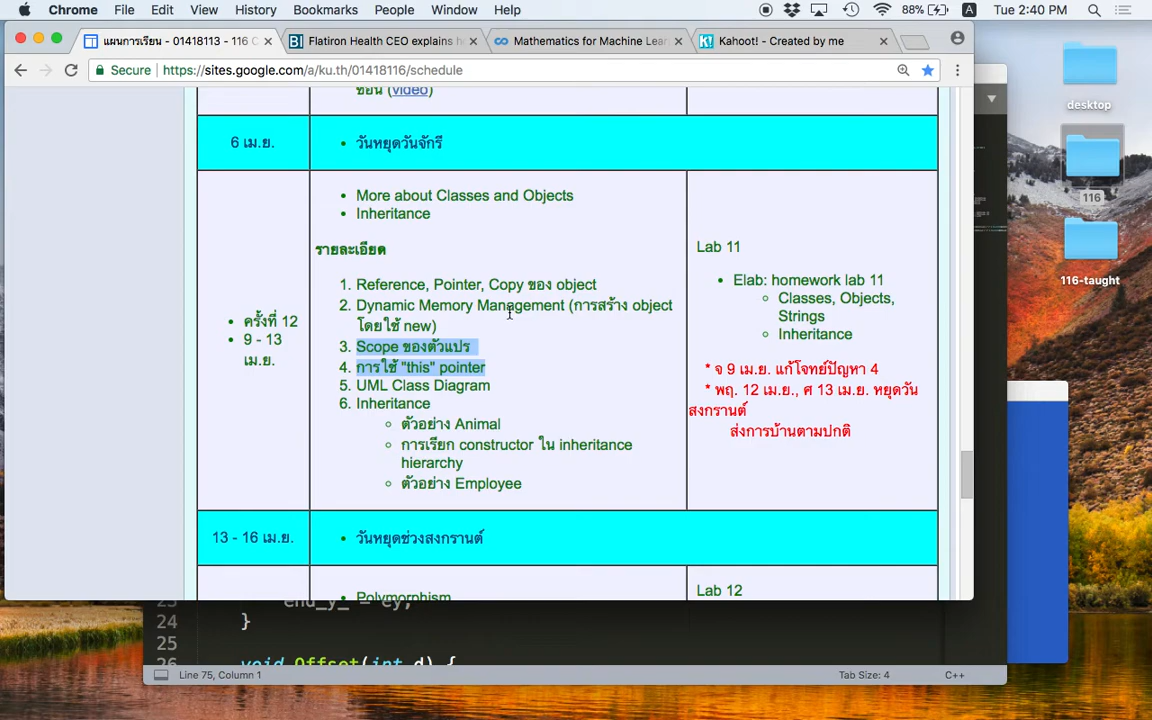 Chrome File Edit View History Bookmarks People Window Help 88% A Tue 2:40 PM
แผนการเรียน - 01418113 - 116 C × Flatiron Health CEO explains he × Mathematics for Machine Lear × Kahoot! - Created by me ×
Secure https://sites.google.com/a/ku.th/01418116/schedule
desktop
116
116-taught
ซ่อน (video)
6 เม.ย.
• วันหยุดวันจักรี
• ครั้งที่ 12
• 9 - 13
เม.ย.
• More about Classes and Objects
• Inheritance
รายละเอียด
1. Reference, Pointer, Copy ของ object
2. Dynamic Memory Management (การสร้าง object
โดยใช้ new)
3. Scope ของตัวแปร
4. การใช้ "this" pointer
5. UML Class Diagram
6. Inheritance
ตัวอย่าง Animal
การเรียก constructor ใน inheritance
hierarchy
ตัวอย่าง Employee
Lab 11
• Elab: homework lab 11
Classes, Objects,
Strings
Inheritance
* จ 9 เม.ย. แก้โจทย์ปัญหา 4
* พฤ. 12 เม.ย., ศ 13 เม.ย. หยุดวัน
สงกรานต์
ส่งการบ้านตามปกติ
13 - 16 เม.ย.
• วันหยุดช่วงสงกรานต์
• Polymorphism
Lab 12
23 end_y_ = ey;
24 }
25
26 void Offset(int d) {
Line 75, Column 1 Tab Size: 4 C++